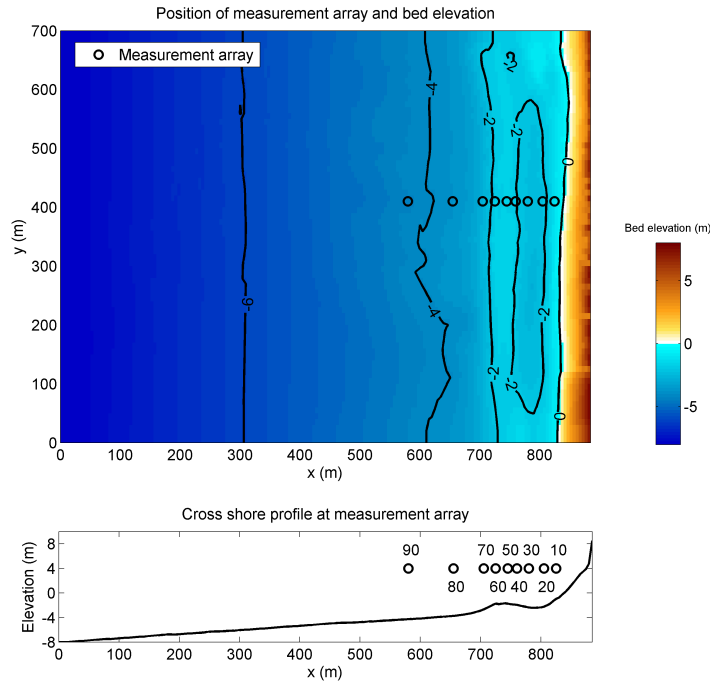 Position of measurement array and bed elevation
700
600
500
400
300
200
100
0
y (m)
Measurement array
-6
-4
-4
-2
-2
-2
-2
-2
-2
0
0
0 100 200 300 400 500 600 700 800
x (m)
Bed elevation (m)
5
0
-5
Cross shore profile at measurement array
Elevation (m)
8
4
0
-4
-8
90 70 50 30 10
80 60 40 20
0 100 200 300 400 500 600 700 800
x (m)